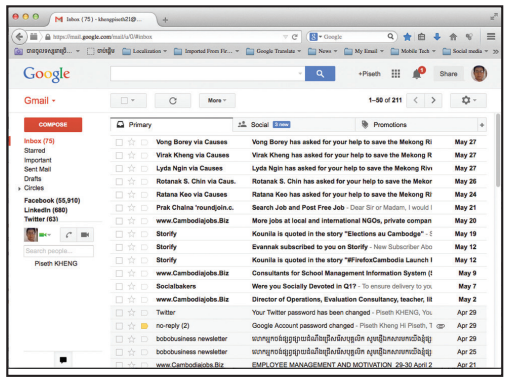 Inbox (75) - khengpiseth21@...
https://mail.google.com/mail/u/0/#inbox
Google
Localization
Imported From Fir...
Google Translate
News
My Email
Mobile Tech
Social media
Google
+Piseth
Share
Gmail
More
1–50 of 211
COMPOSE
Primary
Social 3 new
Promotions
Inbox (75)
Starred
Important
Sent Mail
Drafts
Circles
Facebook (55,910)
LinkedIn (680)
Twitter (63)
Search people...
Piseth KHENG
Vong Borey via Causes Vong Borey has asked for your help to save the Mekong Ri May 27
Virak Kheng via Causes Virak Kheng has asked for your help to save the Mekong Ri May 27
Lyda Ngin via Causes Lyda Ngin has asked for your help to save the Mekong Rive May 27
Rotanak S. Chin via Caus. Rotanak S. Chin has asked for your help to save the Mekor May 26
Ratana Keo via Causes Ratana Keo has asked for your help to save the Mekong Ri May 24
Prak Chalna 'roundjoin.c. Search Job and Post Free Job - Dear Sir or Madam, I would l May 21
www.Cambodiajobs.Biz More jobs at local and international NGOs, private compan May 20
Storify Kounila is quoted in the story "Elections au Cambodge" - S May 19
Storify Evannak subscribed to you on Storify - New Subscriber Abo May 12
Storify Kounila is quoted in the story "#FirefoxCambodia Launch May 12
www.Cambodiajobs.Biz Consultants for School Management Information System (S May 9
Socialbakers Were you Socially Devoted in Q1? - To ensure delivery to you May 7
www.Cambodiajobs.Biz Director of Operations, Evaluation Consultancy, teacher, lil May 2
Twitter Your Twitter password has been changed - Piseth KHENG, You Apr 29
no-reply (2) Google Account password changed - Piseth Kheng Hi Piseth, T Apr 29
bobobusiness newsletter Apr 29
bobobusiness newsletter Apr 22
www.Cambodiajobs.Biz EMPLOYEE MANAGEMENT AND MOTIVATION 29-30 April 2 Apr 21